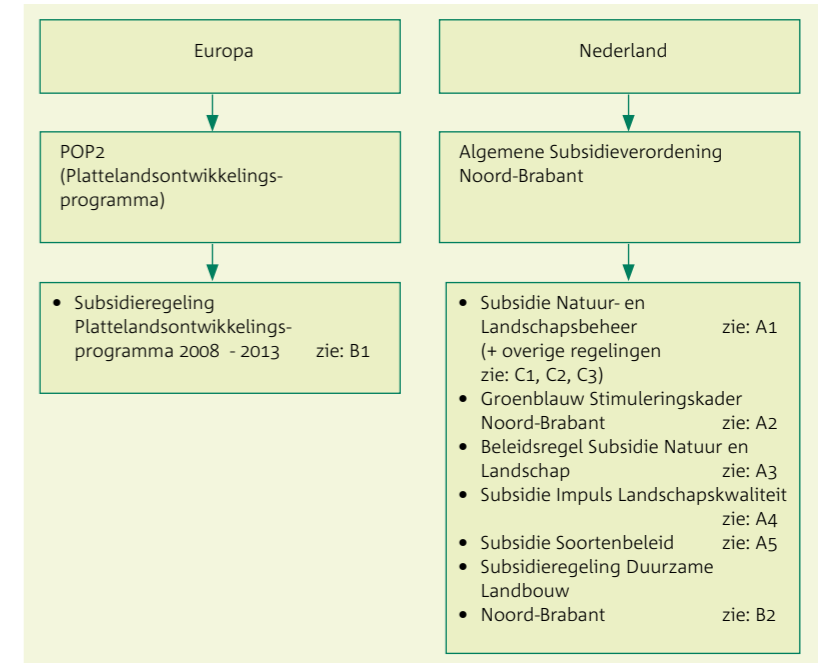 Europa
POP2
(Plattelandsontwikkelings-
programma)
• Subsidieregeling
Plattelandsontwikkelings-
programma 2008 - 2013 zie: B1
Nederland
Algemene Subsidieverordening
Noord-Brabant
• Subsidie Natuur- en
Landschapsbeheer zie: A1
(+ overige regelingen
zie: C1, C2, C3)
• Groenblauw Stimuleringskader
Noord-Brabant zie: A2
• Beleidsregel Subsidie Natuur en
Landschap zie: A3
• Subsidie Impuls Landschapskwaliteit
zie: A4
• Subsidie Soortenbeleid zie: A5
• Subsidieregeling Duurzame
Landbouw
• Noord-Brabant zie: B2